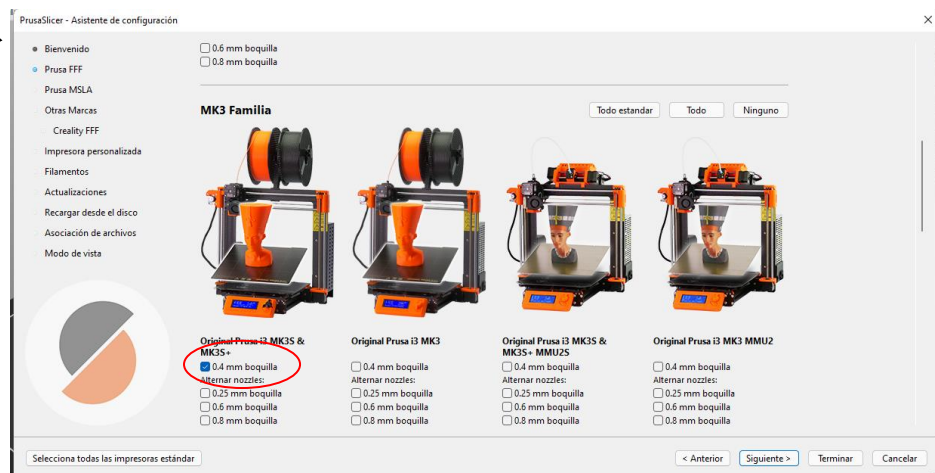 PrusaSlicer - Asistente de configuración
Bienvenido
Prusa FFF
Prusa MSLA
Otras Marcas
Creality FFF
Impresora personalizada
Filamentos
Actualizaciones
Recargar desde el disco
Asociación de archivos
Modo de vista
0.6 mm boquilla
0.8 mm boquilla
MK3 Familia
Todo estandar
Todo
Ninguno
Original Prusa i3 MK3S &
MK3S+
0.4 mm boquilla
Alternar nozzles:
0.25 mm boquilla
0.6 mm boquilla
0.8 mm boquilla
Original Prusa i3 MK3
0.4 mm boquilla
Alternar nozzles:
0.25 mm boquilla
0.6 mm boquilla
0.8 mm boquilla
Original Prusa i3 MK3S &
MK3S+ MMU2S
0.4 mm boquilla
Alternar nozzles:
0.25 mm boquilla
0.6 mm boquilla
0.8 mm boquilla
Original Prusa i3 MK3 MMU2
0.4 mm boquilla
Alternar nozzles:
0.25 mm boquilla
0.6 mm boquilla
0.8 mm boquilla
Selecciona todas las impresoras estándar
< Anterior
Siguiente >
Terminar
Cancelar